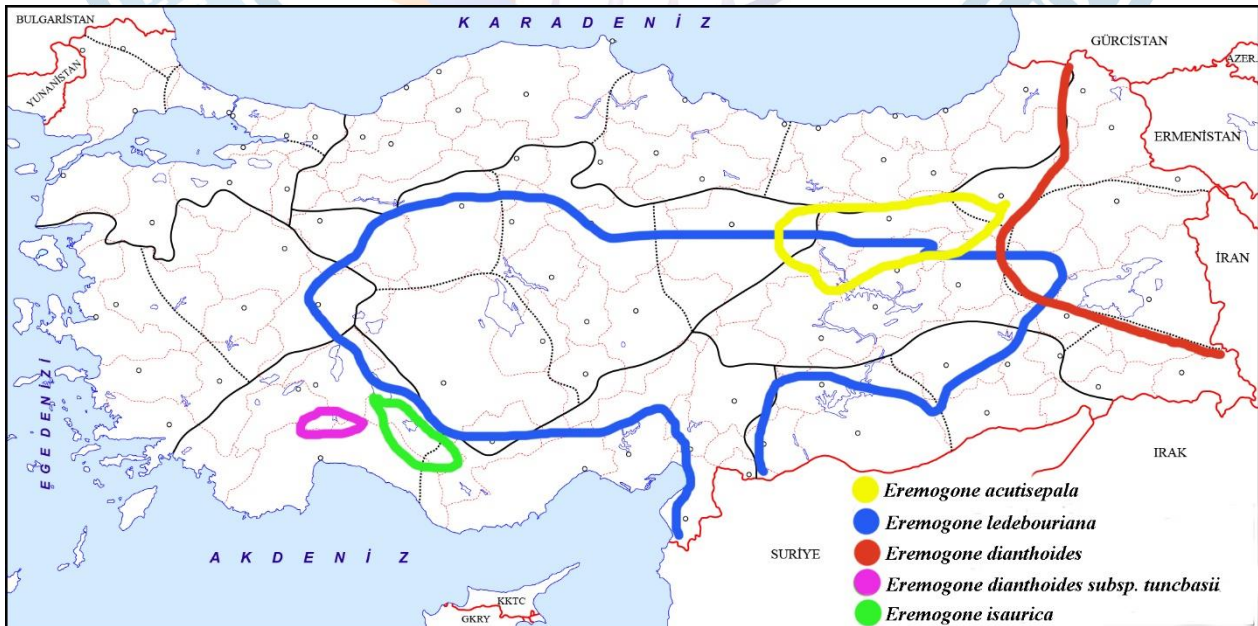 BULGARİSTAN
K A R A D E N İ Z
GÜRCİSTAN
AZER.
YUNANİSTAN
ERMENİSTAN
İRAN
E G E D E N İ Z İ
IRAK
Eremogone acutisepala
Eremogone ledebouriana
SURİYE
Eremogone dianthoides
A K D E N İ Z
Eremogone dianthoides subsp. tuncbasii
KKTC
Eremogone isaurica
GKRY